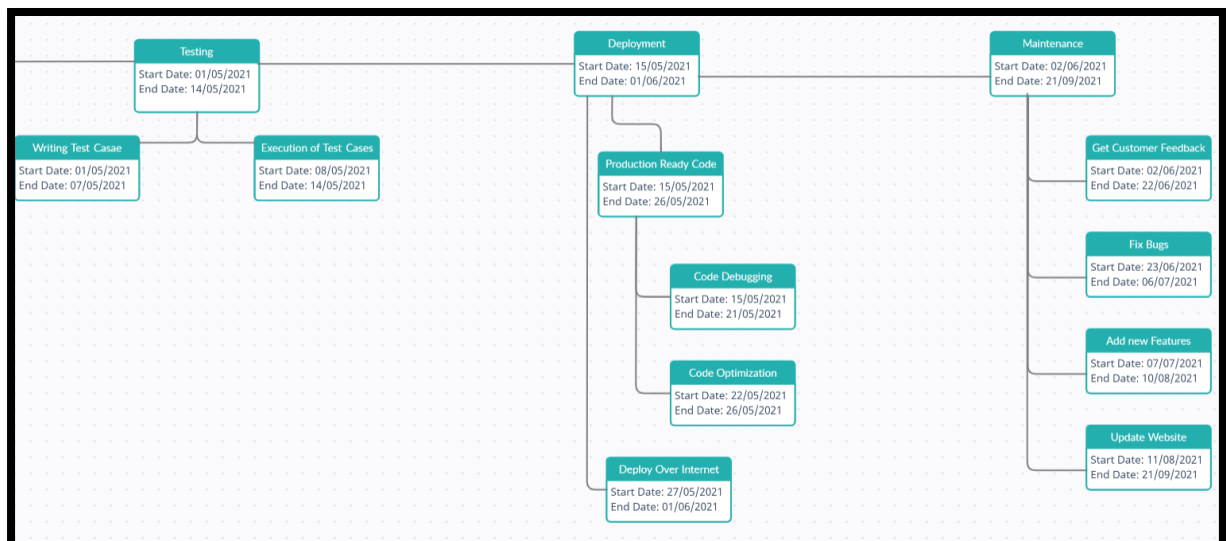 Testing
Start Date: 01/05/2021
End Date: 14/05/2021
Writing Test Casae
Start Date: 01/05/2021
End Date: 07/05/2021
Execution of Test Cases
Start Date: 08/05/2021
End Date: 14/05/2021
Deployment
Start Date: 15/05/2021
End Date: 01/06/2021
Production Ready Code
Start Date: 15/05/2021
End Date: 26/05/2021
Code Debugging
Start Date: 15/05/2021
End Date: 21/05/2021
Code Optimization
Start Date: 22/05/2021
End Date: 26/05/2021
Deploy Over Internet
Start Date: 27/05/2021
End Date: 01/06/2021
Maintenance
Start Date: 02/06/2021
End Date: 21/09/2021
Get Customer Feedback
Start Date: 02/06/2021
End Date: 22/06/2021
Fix Bugs
Start Date: 23/06/2021
End Date: 06/07/2021
Add new Features
Start Date: 07/07/2021
End Date: 10/08/2021
Update Website
Start Date: 11/08/2021
End Date: 21/09/2021